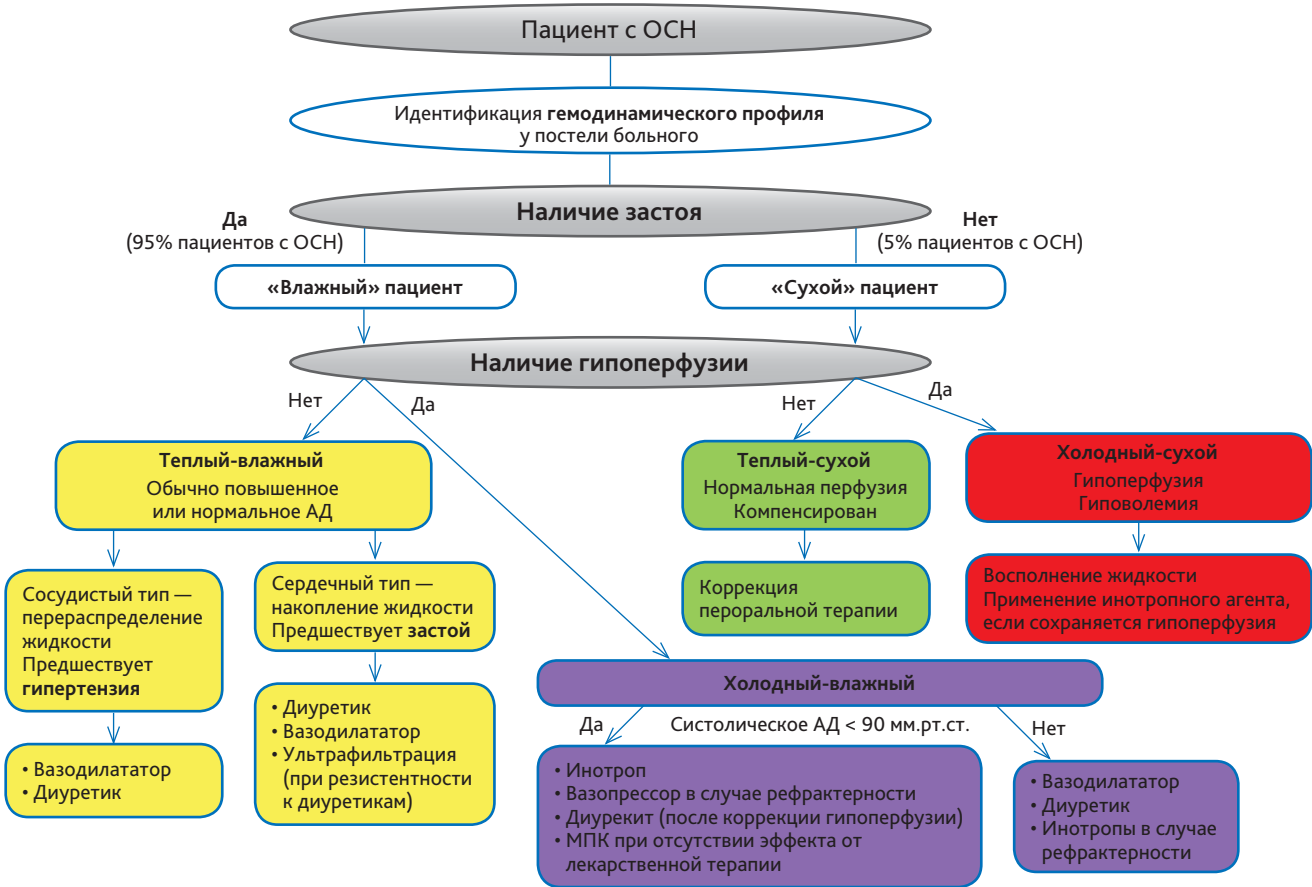 Пациент с ОСН
Идентификация гемодинамического профиля
у постели больного
Наличие застоя
Да
(95% пациентов с ОСН)
Нет
(5% пациентов с ОСН)
«Влажный» пациент
«Сухой» пациент
Наличие гипоперфузии
Нет
Да
Нет
Да
Теплый-влажный
Обычно повышенное
или нормальное АД
Теплый-сухой
Нормальная перфузия
Компенсирован
Холодный-сухой
Гипоперфузия
Гиповолемия
Сосудистый тип —
перераспределение
жидкости
Предшествует
гипертензия
Сердечный тип —
накопление жидкости
Предшествует застой
Коррекция
пероральной терапии
Восполнение жидкости
Применение инотропного агента,
если сохраняется гипоперфузия
• Вазодилататор
• Диуретик
• Диуретик
• Вазодилататор
• Ультрафильтрация
(при резистентности
к диуретикам)
Холодный-влажный
Да
Систолическое АД < 90 мм.рт.ст.
Нет
• Инотроп
• Вазопрессор в случае рефрактерности
• Диурекит (после коррекции гипоперфузии)
• МПК при отсутствии эффекта от
лекарственной терапии
• Вазодилататор
• Диуретик
• Инотропы в случае
рефрактерности